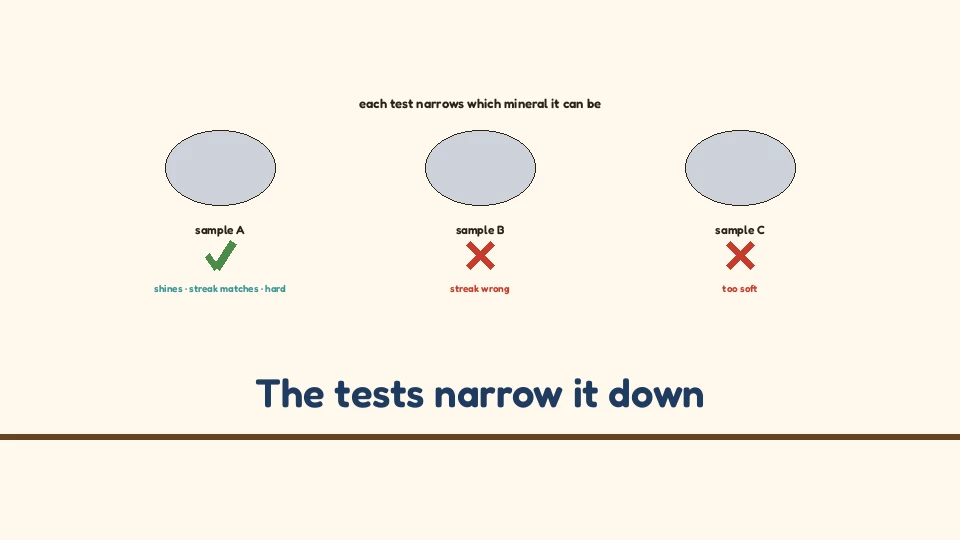 each test narrows which mineral it can be
sample A
sample B
sample C
shines · streak matches · hard
streak wrong
too soft
The tests narrow it down